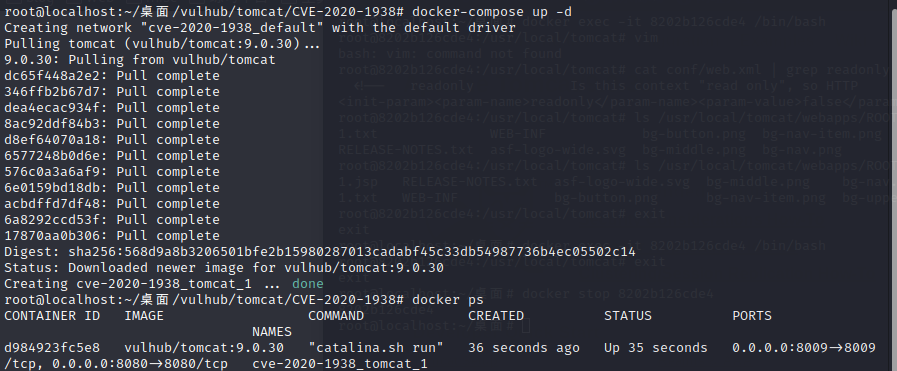 root@localhost:~/桌面/vulhub/tomcat/CVE-2020-1938# docker-compose up -d
Creating network "cve-2020-1938_default" with the default driver
Pulling tomcat (vulhub/tomcat:9.0.30)...
9.0.30: Pulling from vulhub/tomcat
dc65f448a2e2: Pull complete
346ffb2b67d7: Pull complete
dea4ecac934f: Pull complete
8ac92ddf84b3: Pull complete
d8ef64070a18: Pull complete
6577248b0d6e: Pull complete
576c0a3a6af9: Pull complete
6e0159bd18db: Pull complete
acbdffd7df48: Pull complete
6a8292ccd53f: Pull complete
17870aa0b306: Pull complete
Digest: sha256:568d9a8b3206501bfe2b15980287013cadabf45c33db54987736b4ec05502c14
Status: Downloaded newer image for vulhub/tomcat:9.0.30
Creating cve-2020-1938_tomcat_1 ... done
root@localhost:~/桌面/vulhub/tomcat/CVE-2020-1938# docker ps
CONTAINER ID   IMAGE                  COMMAND             CREATED          STATUS          PORTS
NAMES
d984923fc5e8   vulhub/tomcat:9.0.30   "catalina.sh run"   36 seconds ago   Up 35 seconds   0.0.0.0:8009→8009
/tcp, 0.0.0.0:8080→8080/tcp   cve-2020-1938_tomcat_1